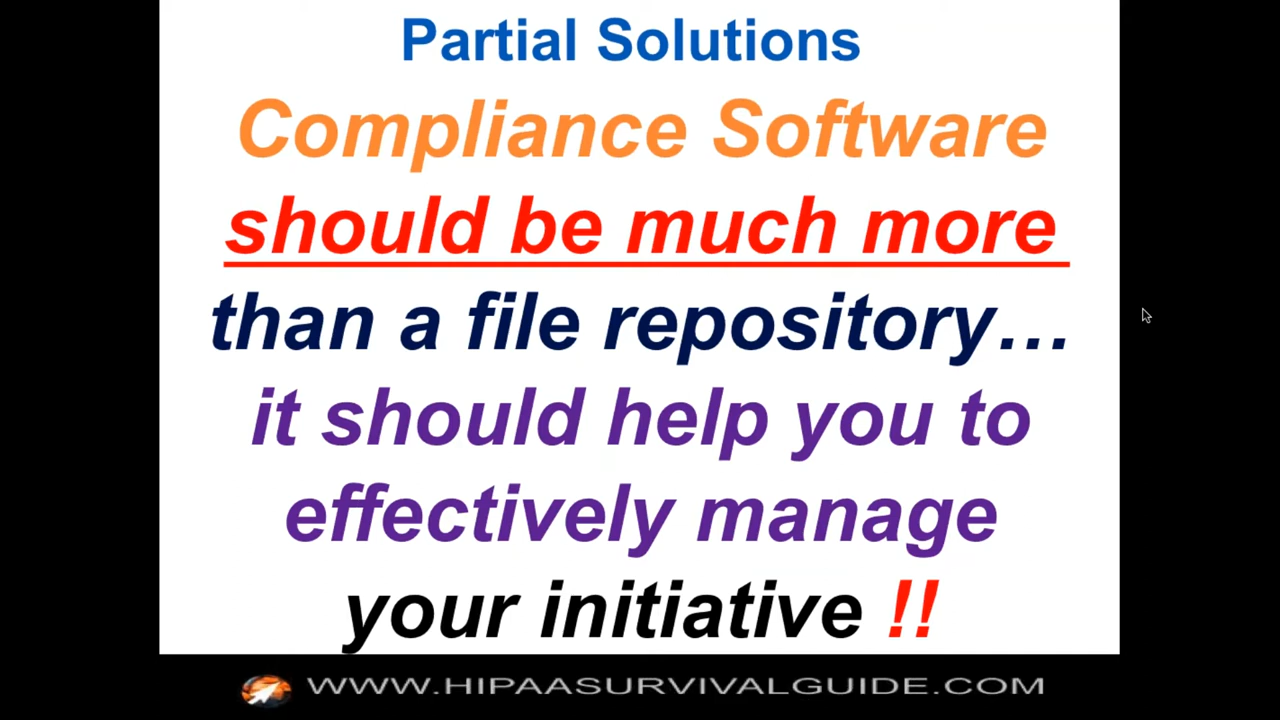 Partial Solutions
Compliance Software
should be much more
than a file repository...
it should help you to
effectively manage
your initiative !!
WWW.HIPAASURVIVALGUIDE.COM